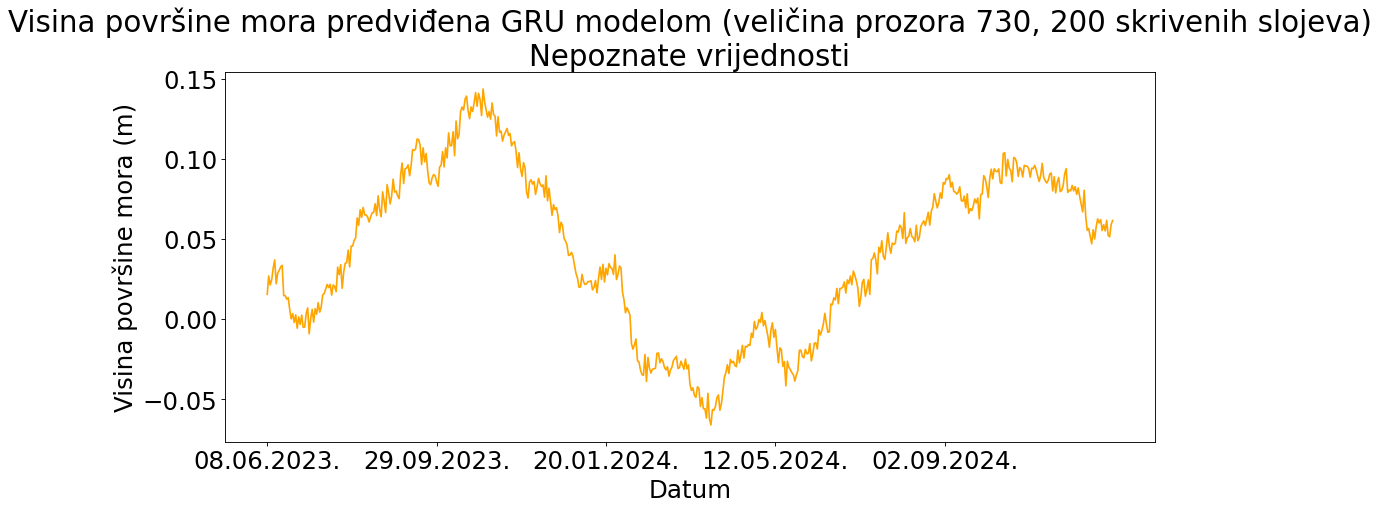 Visina površine mora predviđena GRU modelom (veličina prozora 730, 200 skrivenih slojeva)
Nepoznate vrijednosti
0.15
0.10
0.05
0.00
−0.05
Visina površine mora (m)
08.06.2023. 29.09.2023. 20.01.2024. 12.05.2024. 02.09.2024.
Datum